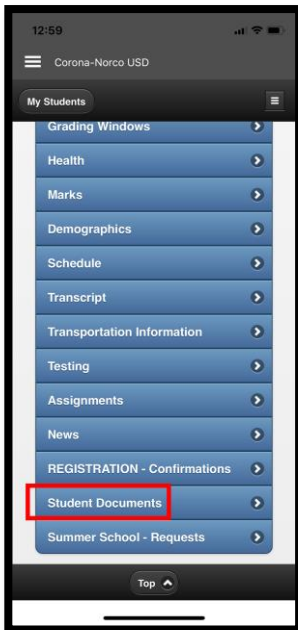 12:59
Corona-Norco USD
My Students
Grading Windows
Health
Marks
Demographics
Schedule
Transcript
Transportation Information
Testing
Assignments
News
REGISTRATION - Confirmations
Student Documents
Summer School - Requests
Top